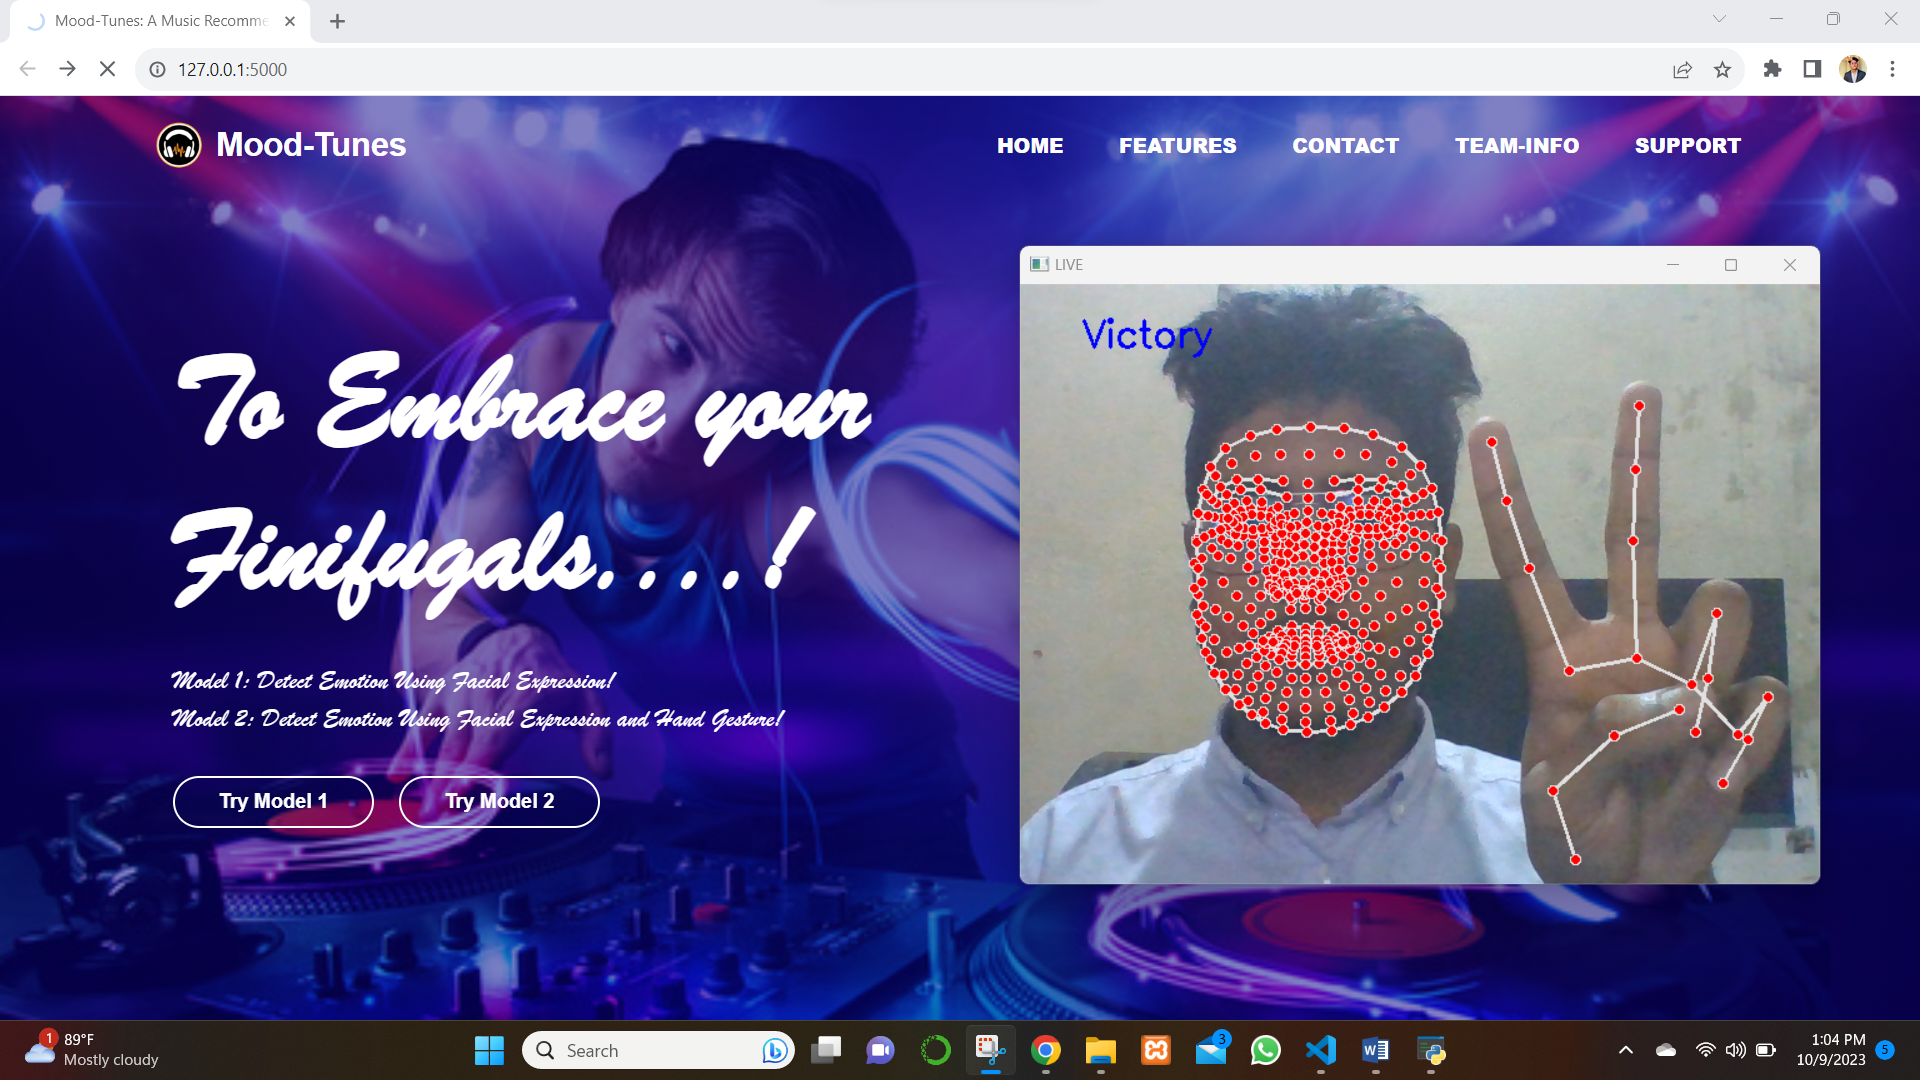 Mood-Tunes: A Music Recomme
127.0.0.1:5000
Mood-Tunes
HOME
FEATURES
CONTACT
TEAM-INFO
SUPPORT
LIVE
Victory
To Embrace your
Finifugals....!
Model 1: Detect Emotion Using Facial Expression!
Model 2: Detect Emotion Using Facial Expression and Hand Gesture!
Try Model 1
Try Model 2
1
89°F
Mostly cloudy
Search
3
1:04 PM
10/9/2023
5